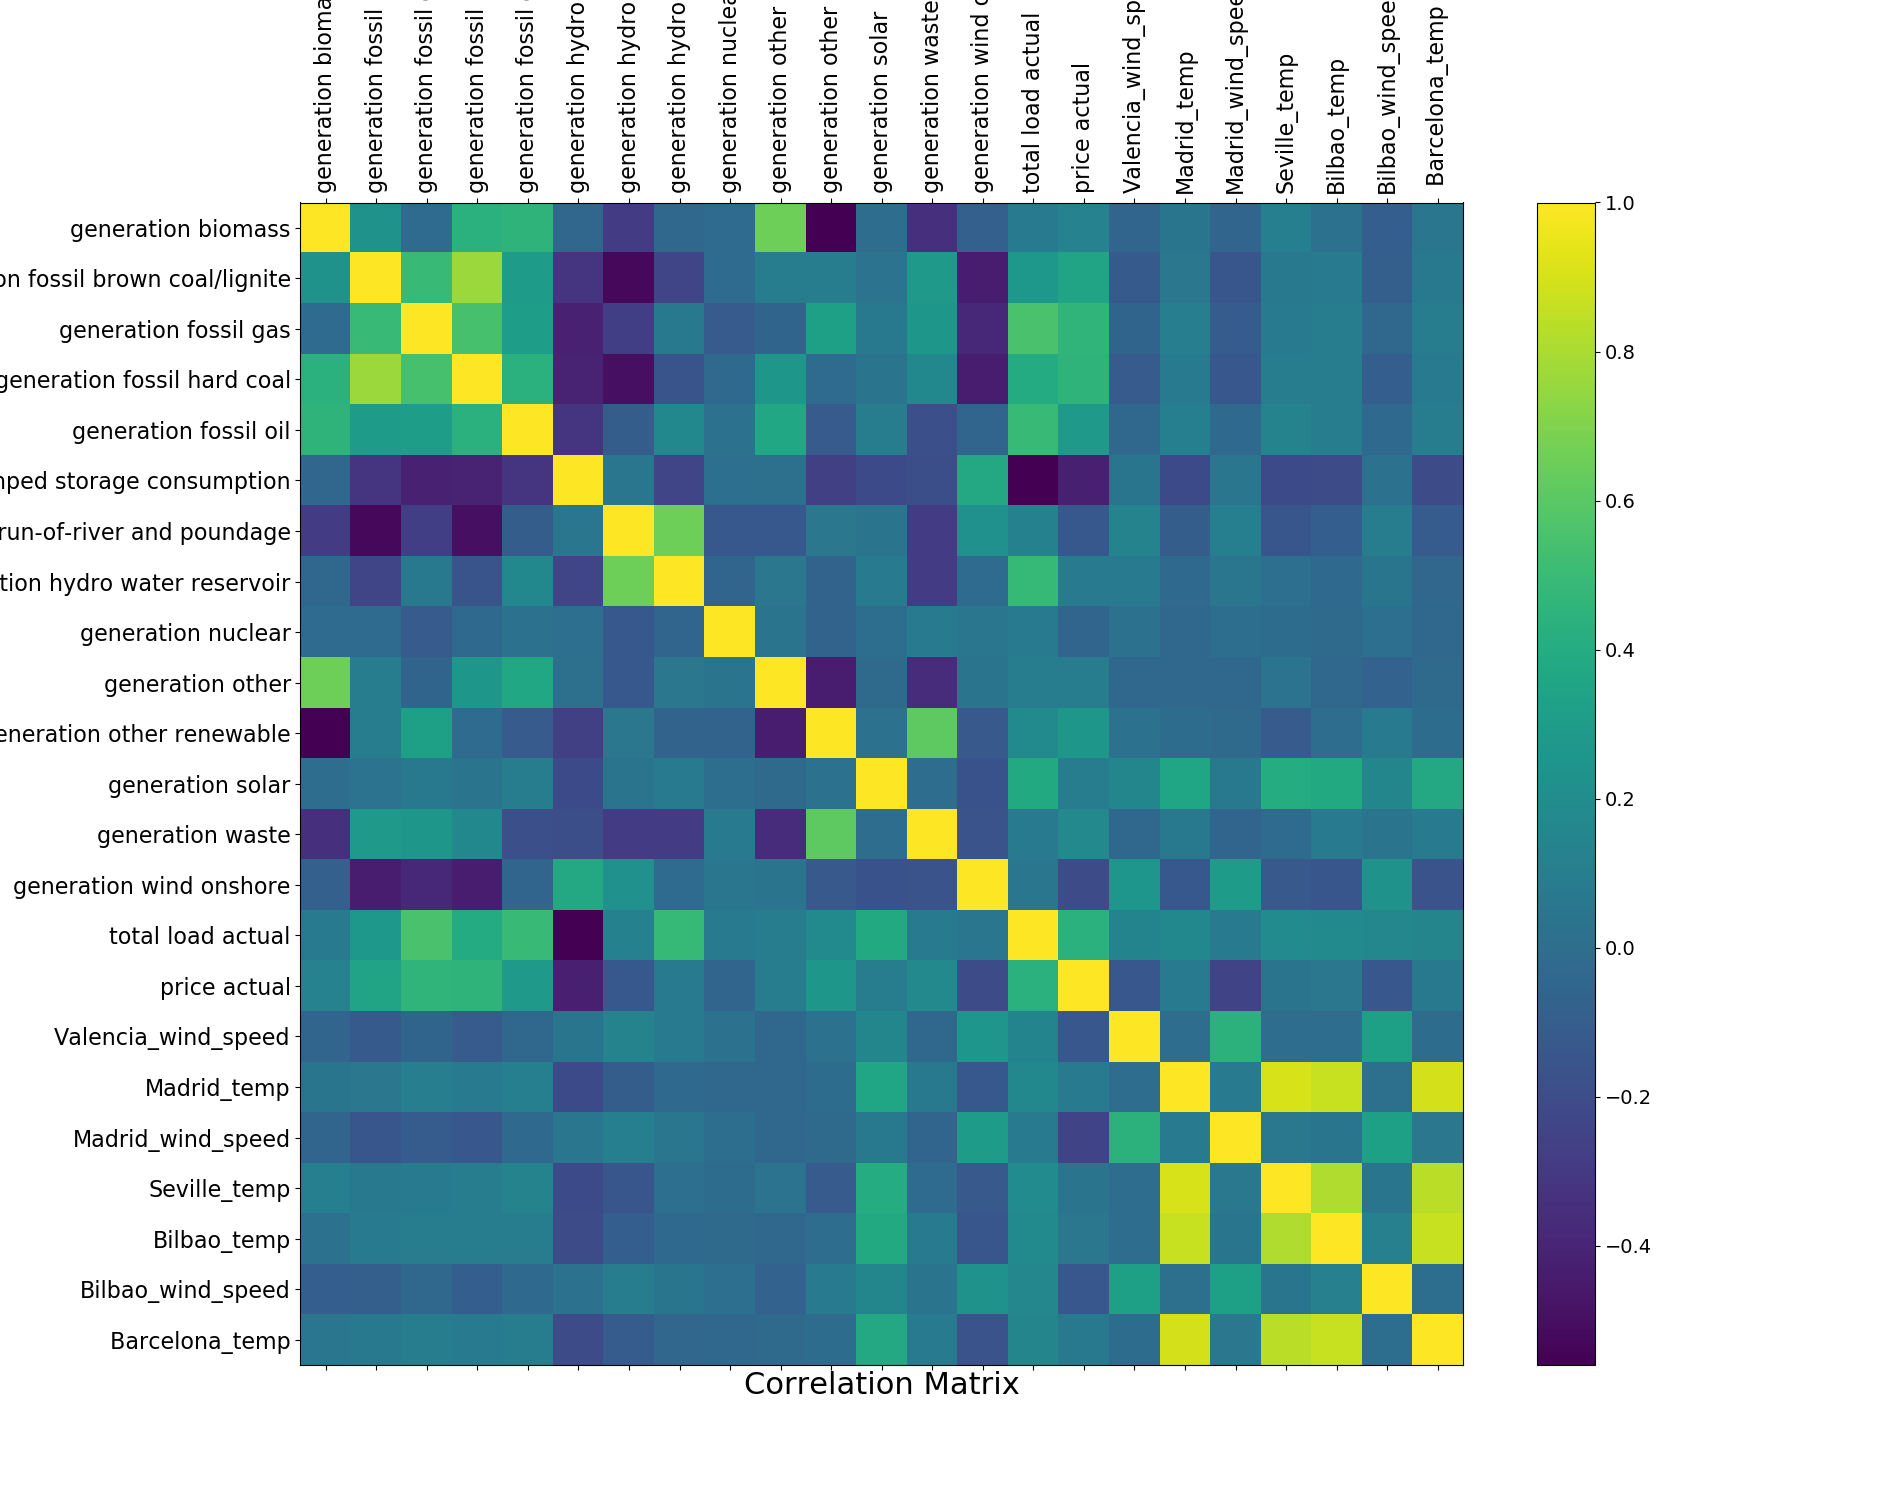 generation bioma
generation fossil
generation fossil
generation fossil
generation fossil
generation hydro
generation hydro
generation hydro
generation nuclea
generation other
generation other
generation solar
generation waste
generation wind
total load actual
price actual
Valencia_wind_sp
Madrid_temp
Madrid_wind_spee
Seville_temp
Bilbao_temp
Bilbao_wind_speed
Barcelona_temp
generation biomass
on fossil brown coal/lignite
generation fossil gas
generation fossil hard coal
generation fossil oil
mped storage consumption
run-of-river and poundage
tion hydro water reservoir
generation nuclear
generation other
eneration other renewable
generation solar
generation waste
generation wind onshore
total load actual
price actual
Valencia_wind_speed
Madrid_temp
Madrid_wind_speed
Seville_temp
Bilbao_temp
Bilbao_wind_speed
Barcelona_temp
1.0
0.8
0.6
0.4
0.2
0.0
−0.2
−0.4
Correlation Matrix